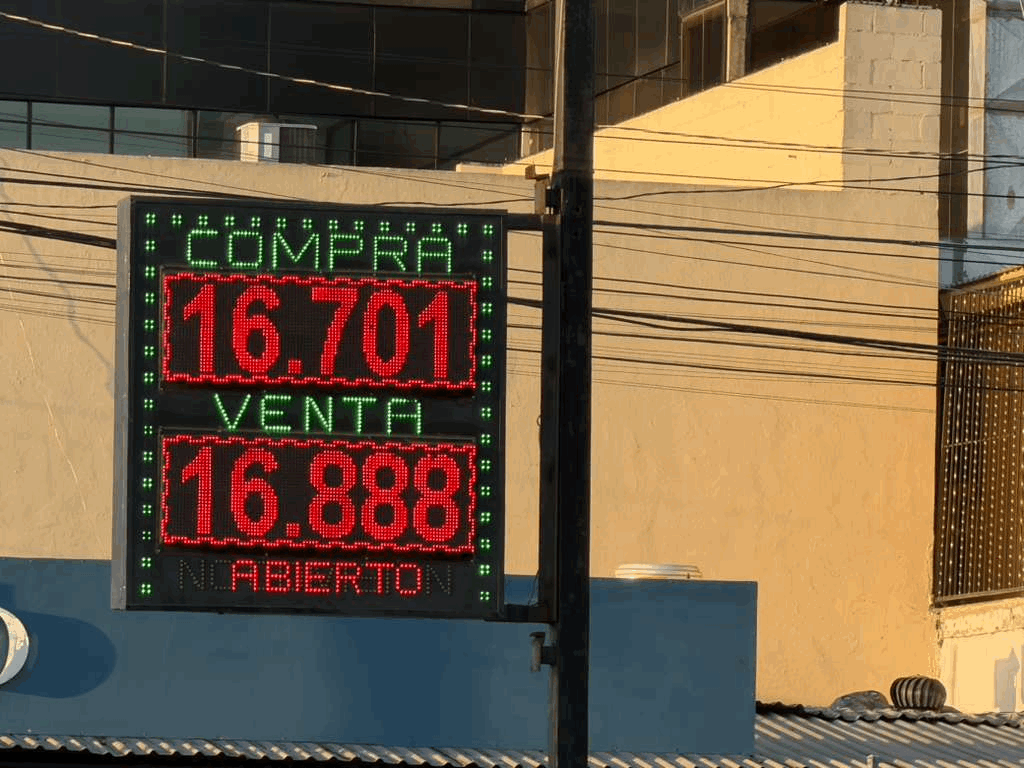 COMPRA
16.701
VENTA
16.888
ABIERTO